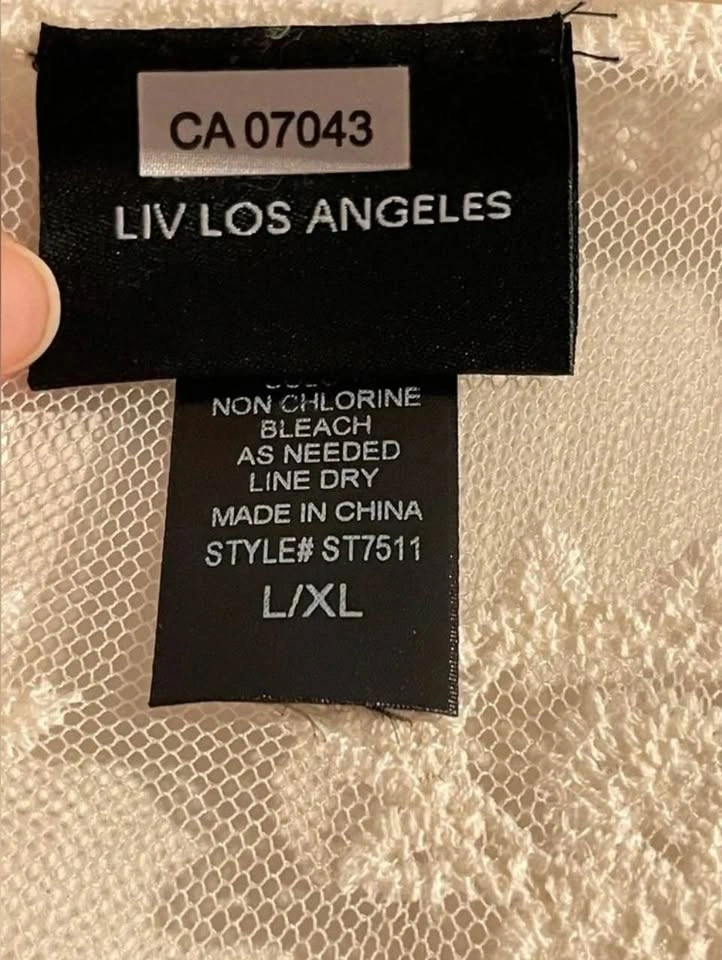 CA 07043
LIV LOS ANGELES
NON CHLORINE
BLEACH
AS NEEDED
LINE DRY
MADE IN CHINA
STYLE# ST7511
L/XL